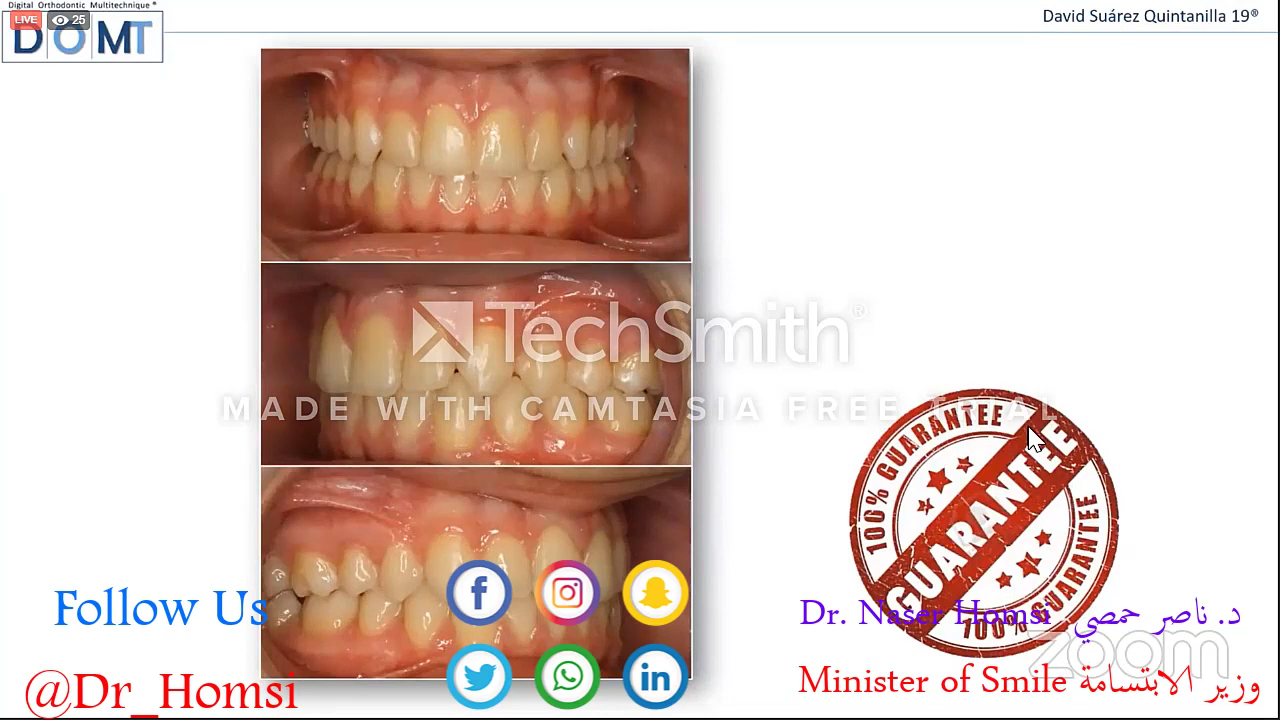 Digital Orthodontic Multitechnique®
LIVE 25
DOMT
David Suárez Quintanilla 19®
TechSmith®
MADE WITH CAMTASIA FREE TRIAL
100% GUARANTEE
GUARANTEE
100% GUARANTEE
Follow Us
@Dr_Homsi
Dr. Naser Homsi د. ناصر حمصي
zoom
Minister of Smile وزير الابتسامة